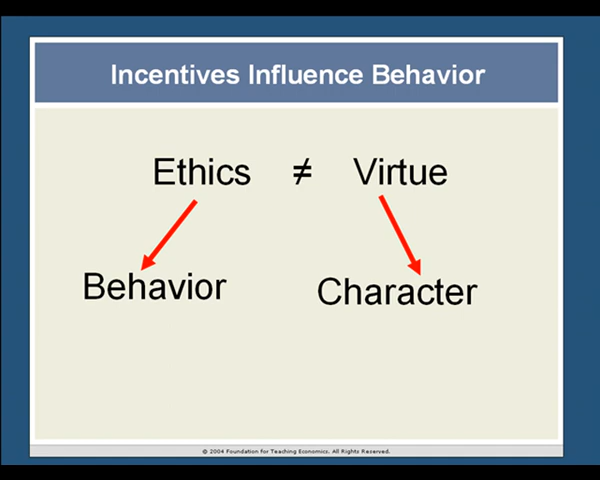 Incentives Influence Behavior
Ethics ≠ Virtue
Behavior Character
© 2004 Foundation for Teaching Economics. All Rights Reserved.